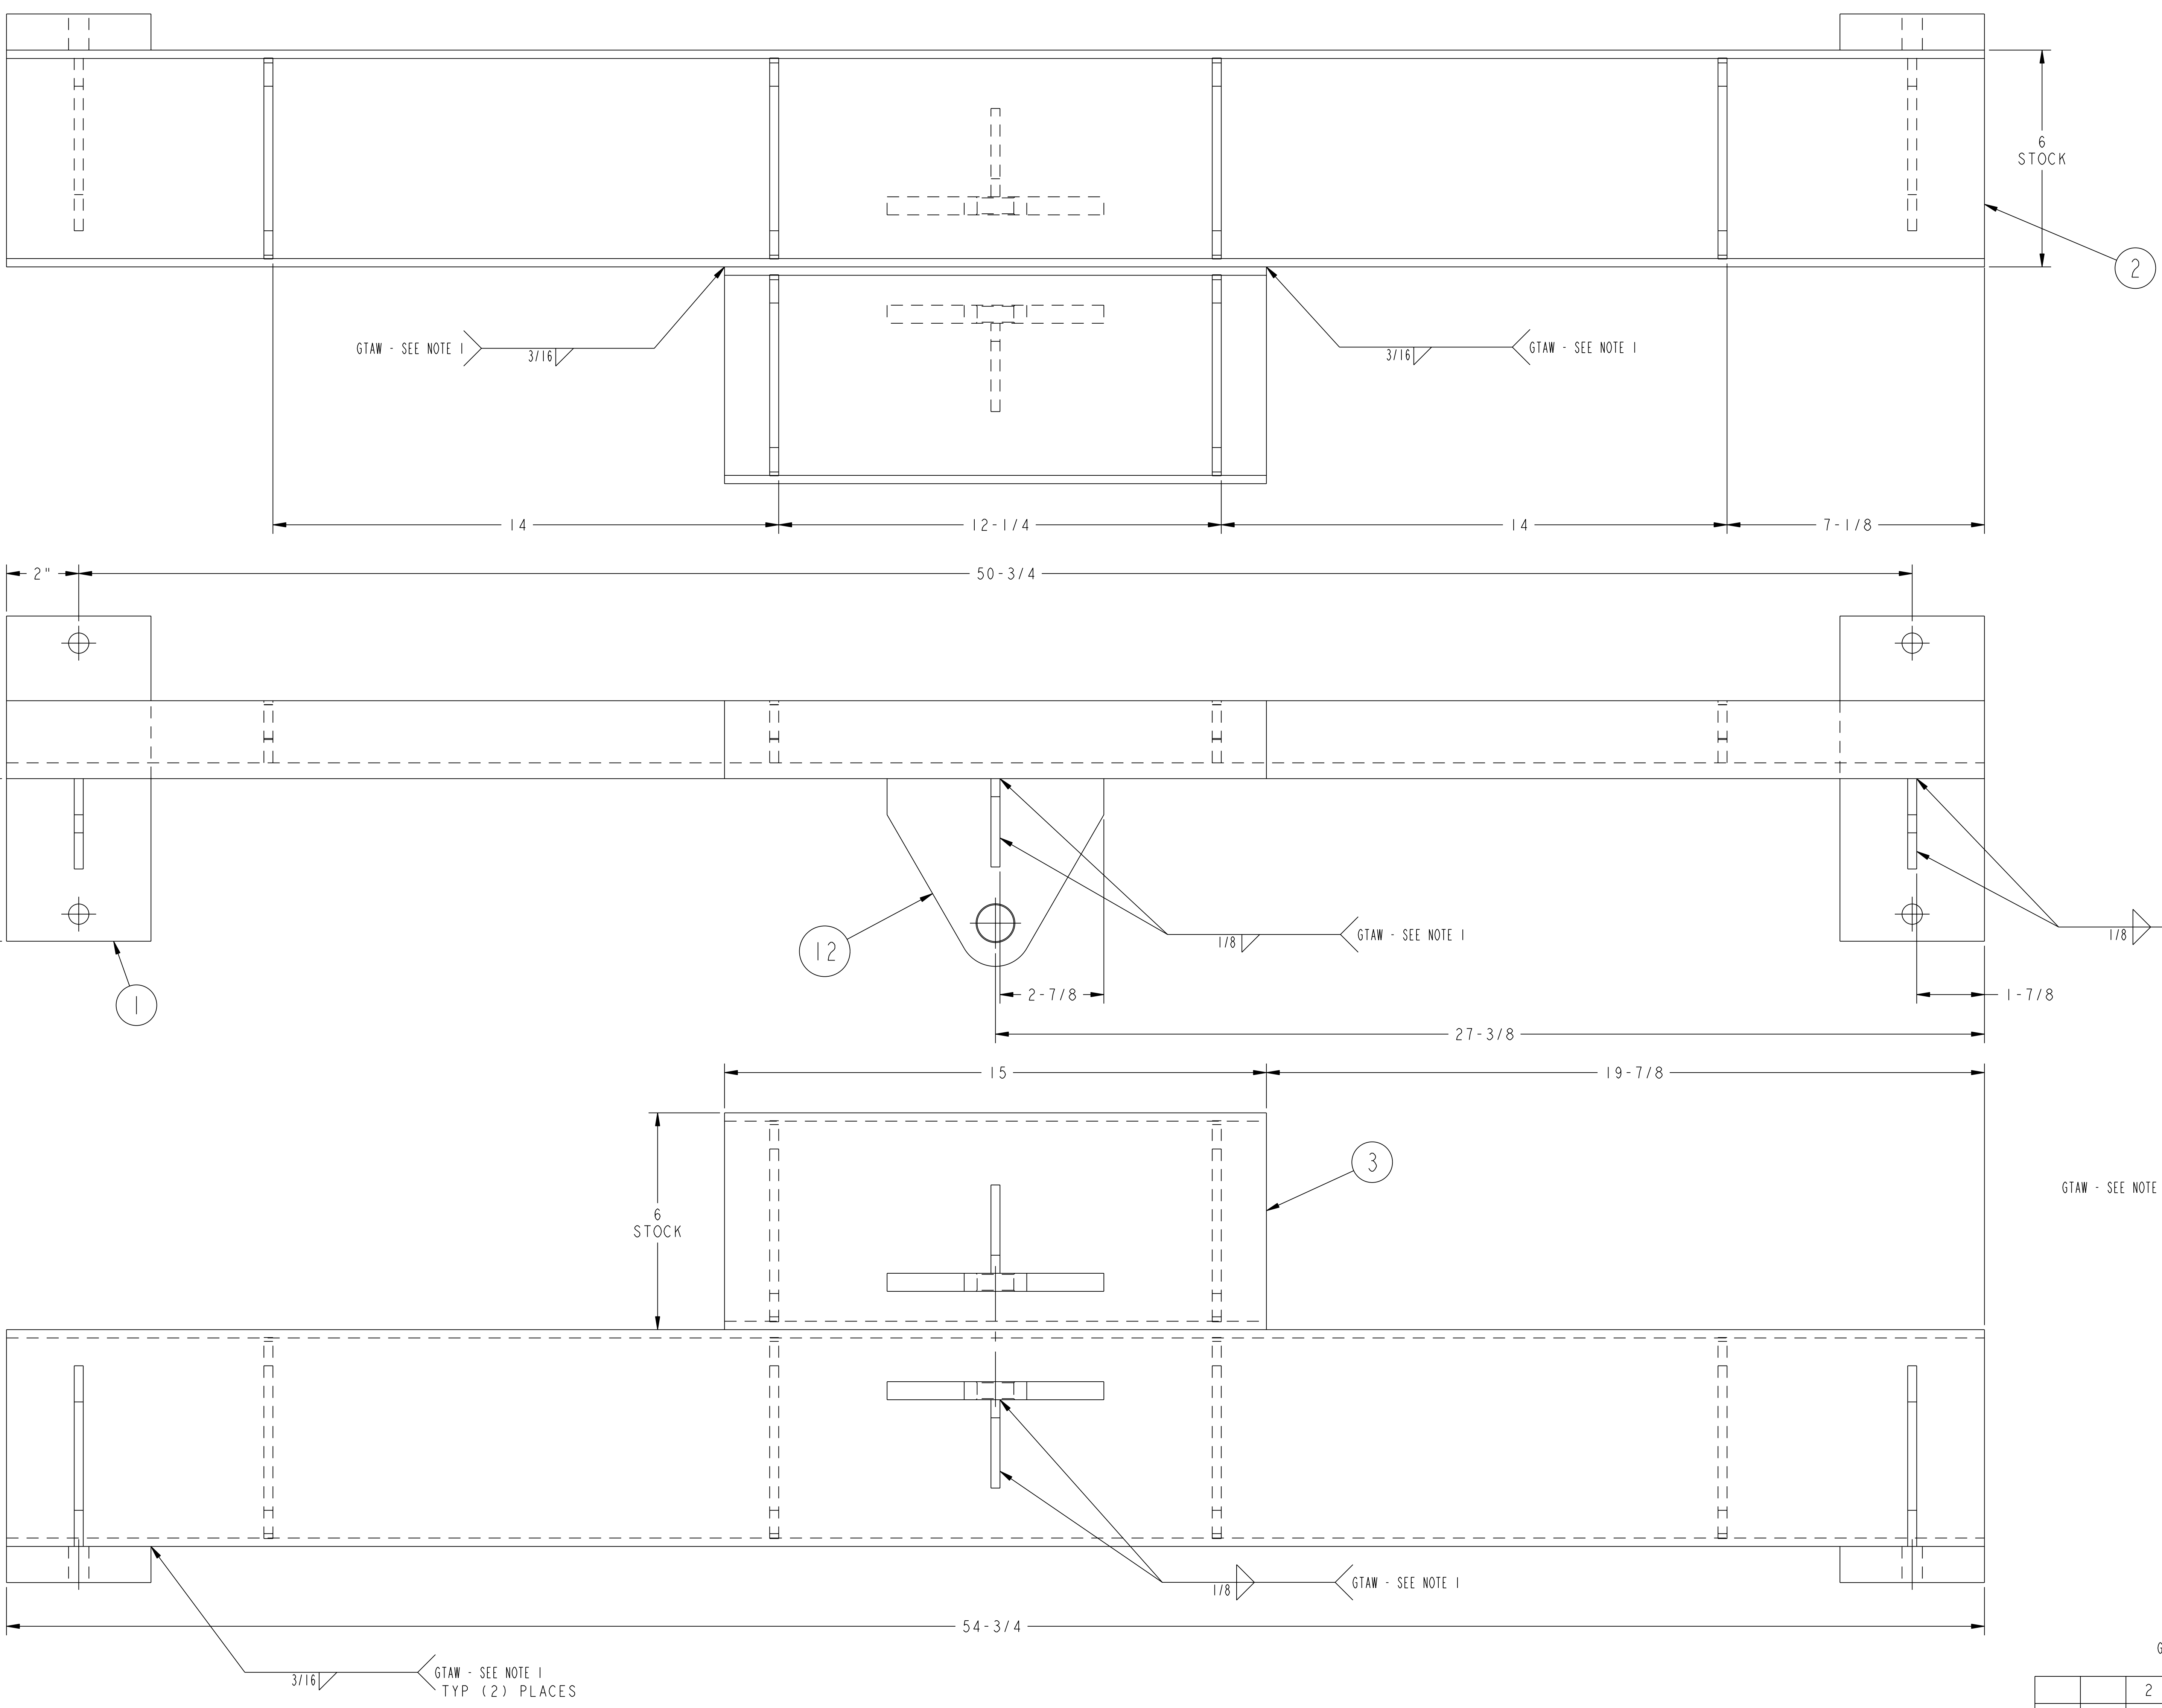 6
STOCK
2
GTAW - SEE NOTE 1
3/16
3/16
GTAW - SEE NOTE 1
14
12-1/4
14
7-1/8
2"
50-3/4
12
1/8
GTAW - SEE NOTE 1
1/8
1
2-7/8
1-7/8
27-3/8
15
19-7/8
3
6
STOCK
GTAW - SEE NOTE
1/8
GTAW - SEE NOTE 1
54-3/4
3/16
GTAW - SEE NOTE 1
TYP (2) PLACES
G
2